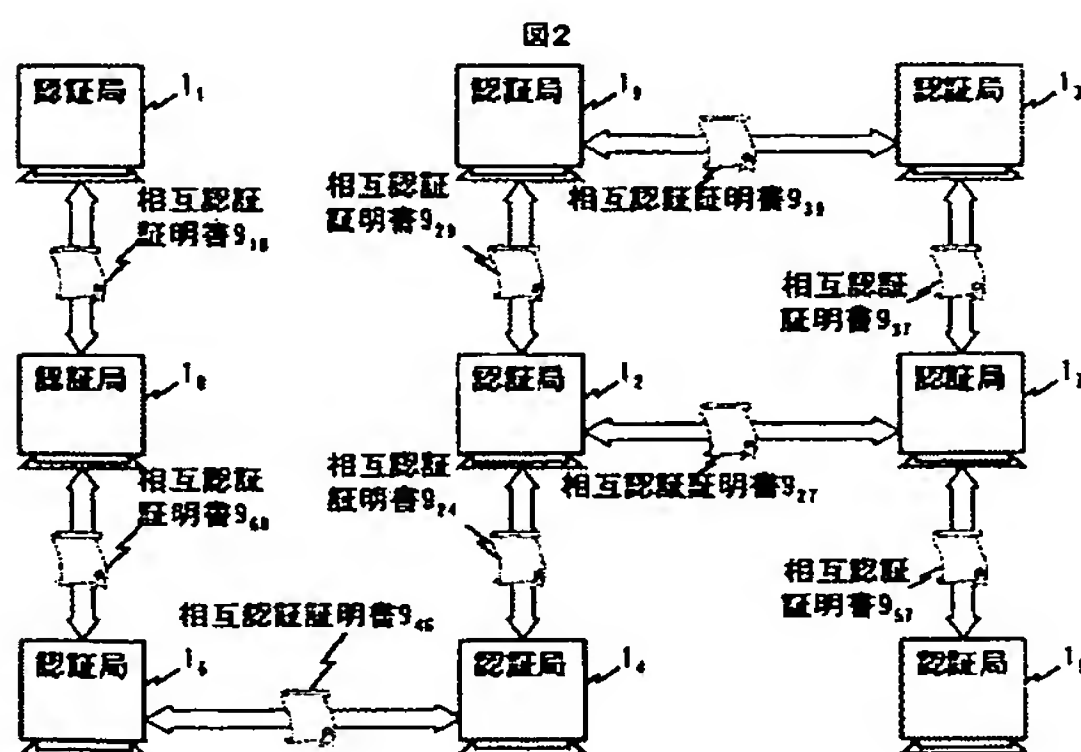 図2
認証局
1₁
認証局
1₉
認証局
1₃
相互認証
証明書9₁₈
相互認証
証明書9₂₉
相互認証証明書9₃₉
相互認証
証明書9₃₇
認証局
1₈
認証局
1₂
認証局
1₇
相互認証
証明書9₆₈
相互認証
証明書9₂₄
相互認証証明書9₂₇
相互認証
証明書9₅₇
相互認証証明書9₄₆
認証局
1₆
認証局
1₄
認証局
1₅